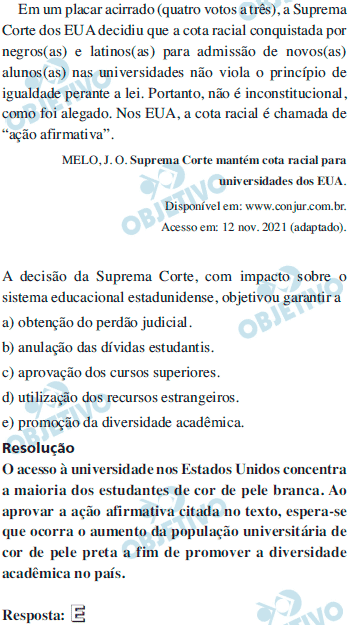 Em um placar acirrado (quatro votos a três), a Suprema
Corte dos EUA decidiu que a cota racial conquistada por
negros(as) e latinos(as) para admissão de novos(as)
alunos(as) nas universidades não viola o princípio de
igualdade perante a lei. Portanto, não é inconstitucional,
como foi alegado. Nos EUA, a cota racial é chamada de
“ação afirmativa”.
MELO, J. O. Suprema Corte mantém cota racial para
universidades dos EUA.
Disponível em: www.conjur.com.br.
Acesso em: 12 nov. 2021 (adaptado).
A decisão da Suprema Corte, com impacto sobre o
sistema educacional estadunidense, objetivou garantir a
a) obtenção do perdão judicial.
b) anulação das dívidas estudantis.
c) aprovação dos cursos superiores.
d) utilização dos recursos estrangeiros.
e) promoção da diversidade acadêmica.
Resolução
O acesso à universidade nos Estados Unidos concentra
a maioria dos estudantes de cor de pele branca. Ao
aprovar a ação afirmativa citada no texto, espera-se
que ocorra o aumento da população universitária de
cor de pele preta a fim de promover a diversidade
acadêmica no país.
Resposta: E
OBJETIVO
OBJETIVO
OBJETIVO
OBJETIVO
OBJETIVO